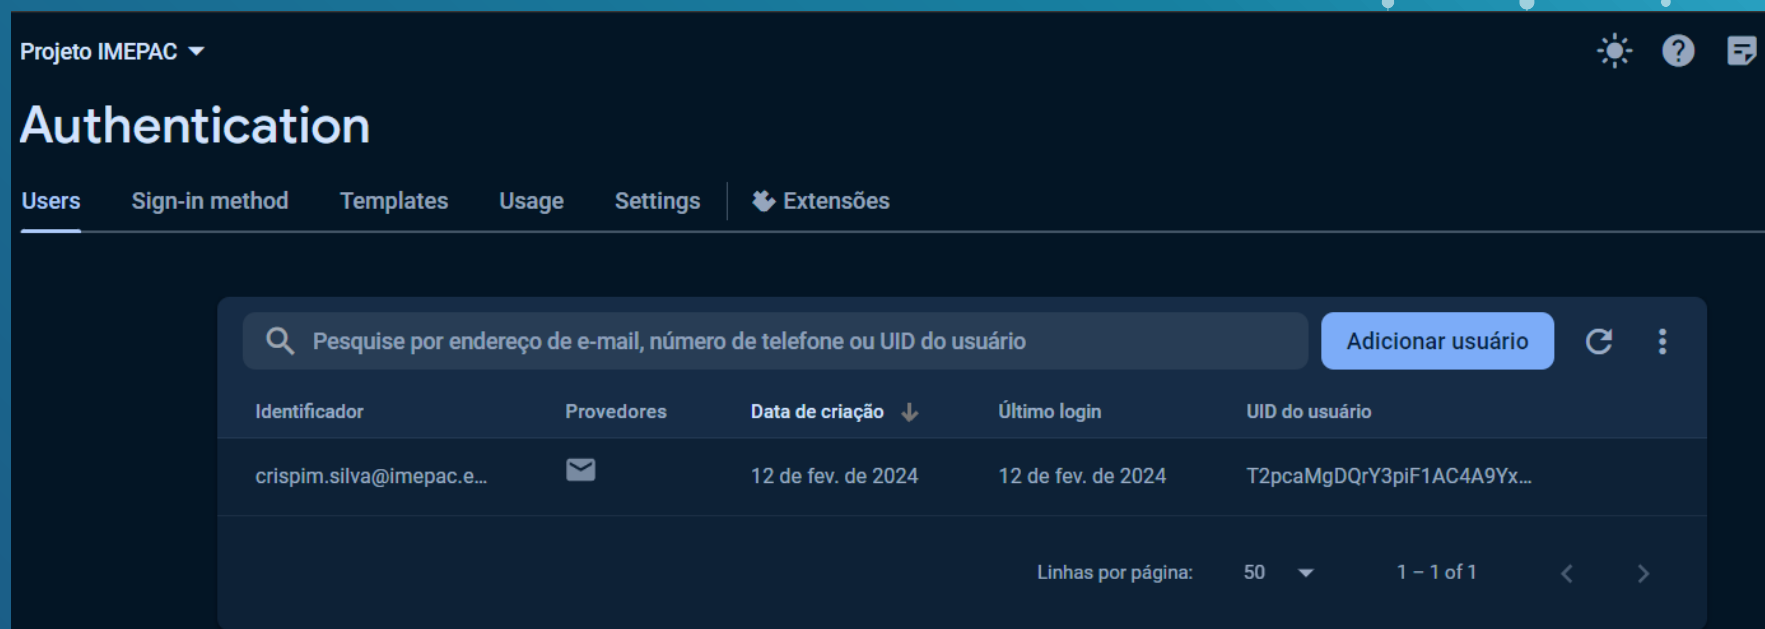 Projeto IMEPAC
Authentication
Users Sign-in method Templates Usage Settings Extensões
Pesquise por endereço de e-mail, número de telefone ou UID do usuário Adicionar usuário
Identificador Provedores Data de criação Último login UID do usuário
crispim.silva@imepac.e... 12 de fev. de 2024 12 de fev. de 2024 T2pcaMgDQrY3piF1AC4A9Yx...
Linhas por página: 50 1 – 1 of 1